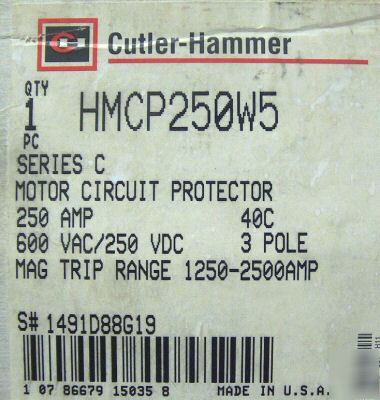 Cutler-Hammer
QTY
1
PC
HMCP250W5
SERIES C
MOTOR CIRCUIT PROTECTOR
250 AMP 40C
600 VAC/250 VDC 3 POLE
MAG TRIP RANGE 1250-2500AMP
S# 1491D88G19
1 07 86679 15035 8
MADE IN U.S.A.